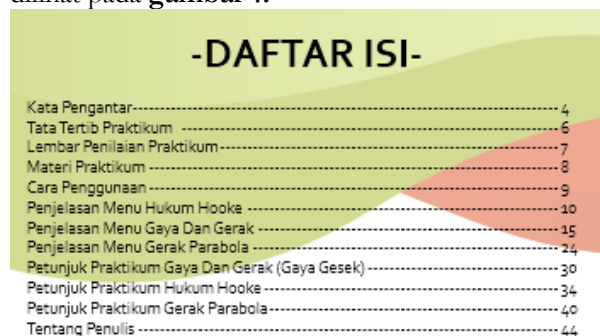 dilihat pada gambar 4.
-DAFTAR ISI-
Kata Pengantar--- 4
Tata Tertib Praktikum --- 6
Lembar Penilaian Praktikum--- 7
Materi Praktikum --- 8
Cara Penggunaan --- 9
Penjelasan Menu Hukum Hooke --- 10
Penjelasan Menu Gaya Dan Gerak --- 15
Penjelasan Menu Gerak Parabola --- 24
Petunjuk Praktikum Gaya Dan Gerak (Gaya Gesek) --- 30
Petunjuk Praktikum Hukum Hooke--- 34
Petunjuk Praktikum Gerak Parabola--- 40
Tentang Penulis --- 44